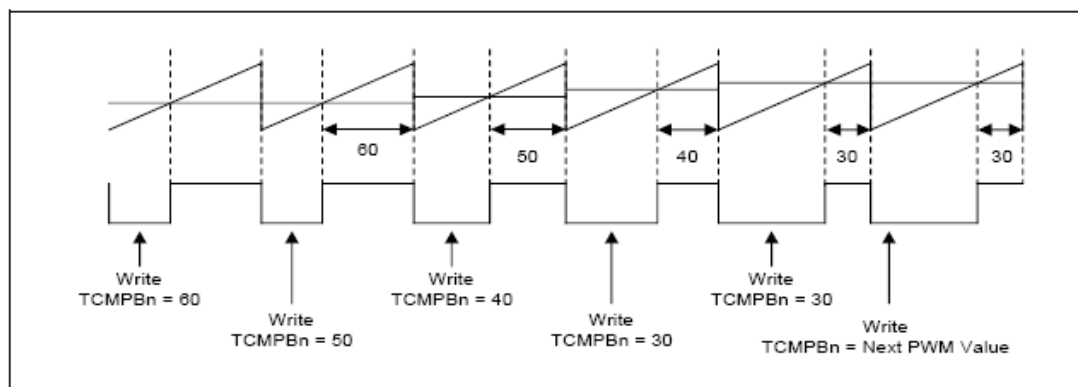 60
50
40
30
30
Write
TCMPBn = 60
Write
TCMPBn = 50
Write
TCMPBn = 40
Write
TCMPBn = 30
Write
TCMPBn = 30
Write
TCMPBn = Next PWM Value